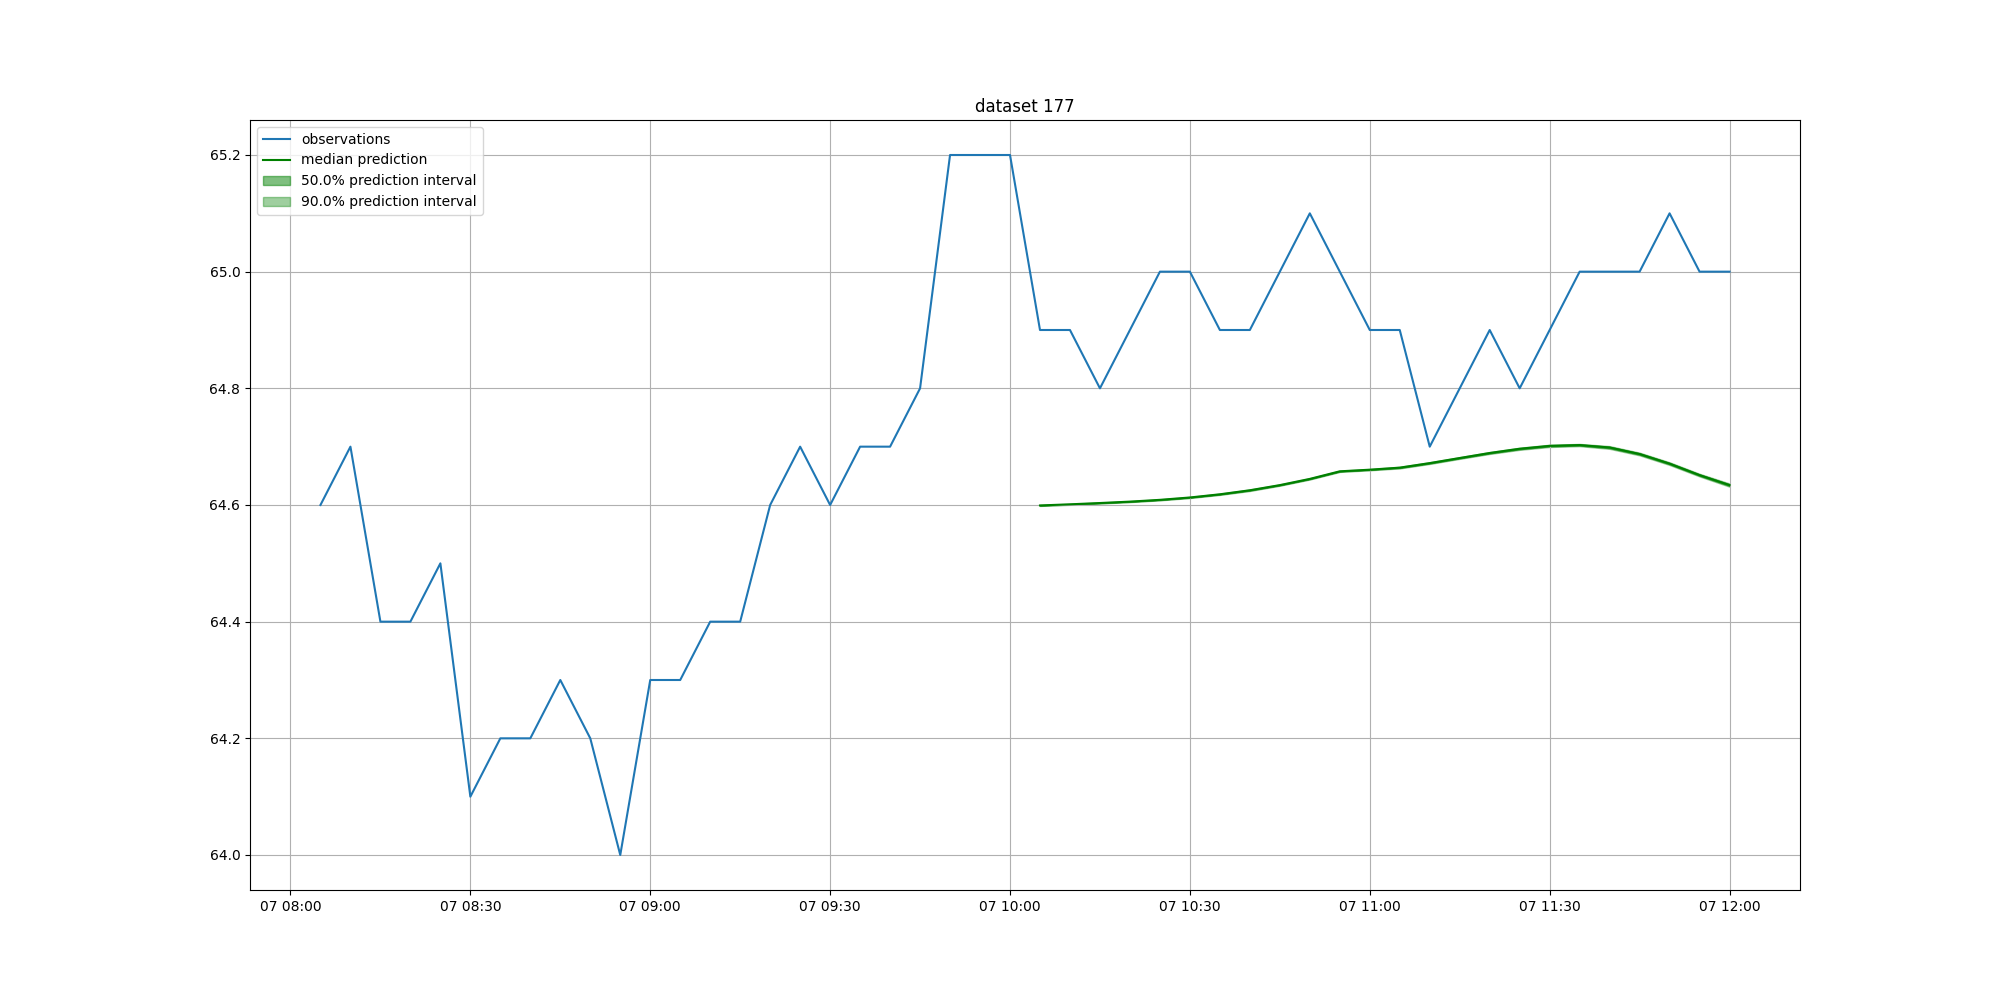 dataset 177
observations
median prediction
50.0% prediction interval
90.0% prediction interval
65.2
65.0
64.8
64.6
64.4
64.2
64.0
07 08:00 07 08:30 07 09:00 07 09:30 07 10:00 07 10:30 07 11:00 07 11:30 07 12:00